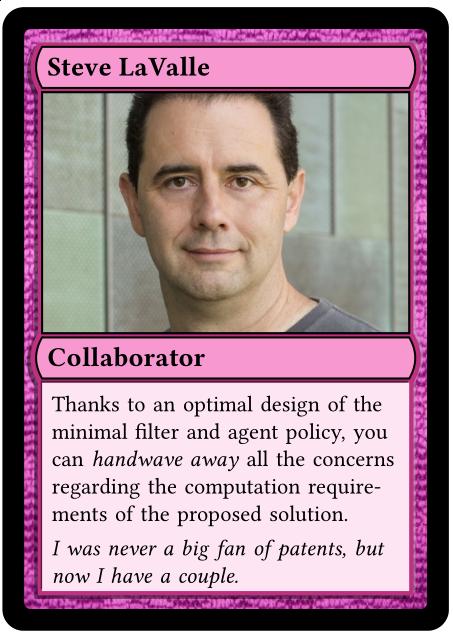 Steve LaValle
Collaborator
Thanks to an optimal design of the
minimal filter and agent policy, you
can handwave away all the concerns
regarding the computation require-
ments of the proposed solution.
I was never a big fan of patents, but
now I have a couple.